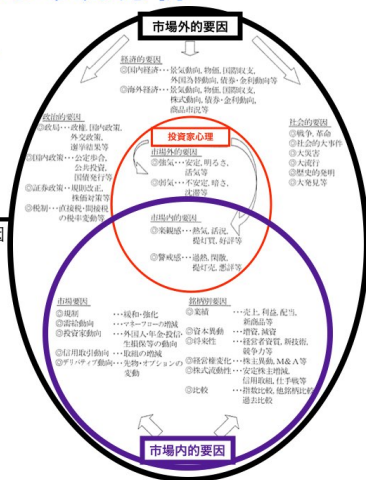 市場外的要因
経済的要因
◎国内経済･･･景気動向, 物価, 国際収支,
外国為替動向, 債券・金利動向等
◎海外経済･･･景気動向, 物価, 国際収支,
株式動向, 債券・金利動向,
商品市況等
政治的要因
◎政局･･･政権, 国内政策,
外交政策,
選挙結果等
◎国内政策･･･公定歩合,
公共投資,
国債発行等
◎証券政策･･･規制改正,
株価対策等
◎税制･･･直接税・間接税
の税率変動等
社会的要因
◎戦争, 革命
◎社会的大事件
◎大災害
◎大流行
◎歴史的発明
◎大発見等
投資家心理
市場外的要因
◎強気･･･安定, 明るさ,
活気等
◎弱気･･･不安定, 暗さ,
沈滞等
市場内的要因
◎楽観感･･･熱気, 活況,
提灯買, 好評等
◎警戒感･･･過熱, 閑散,
提灯売, 悪評等
因
市場要因
◎規制 ･･･緩和・強化
◎需給動向 ･･･マネーフローの増減
◎投資家動向 ･･･外国人・年金・投信・
生損保等の動向
◎信用取引動向･･･取組の増減
◎デリバティブ動向･･･先物・オプションの
変動
銘柄別要因
◎業績 ･･･売上, 利益, 配当,
新商品等
◎資本異動 ･･･増資, 減資
◎将来性 ･･･経営者資質, 新技術,
競争力等
◎経営権変化･･･株主異動, M&A等
◎株式流動性･･･安定株主増減,
信用取組, 仕手戦等
◎比較 ･･･指数比較, 他銘柄比較,
過去比較
市場内的要因